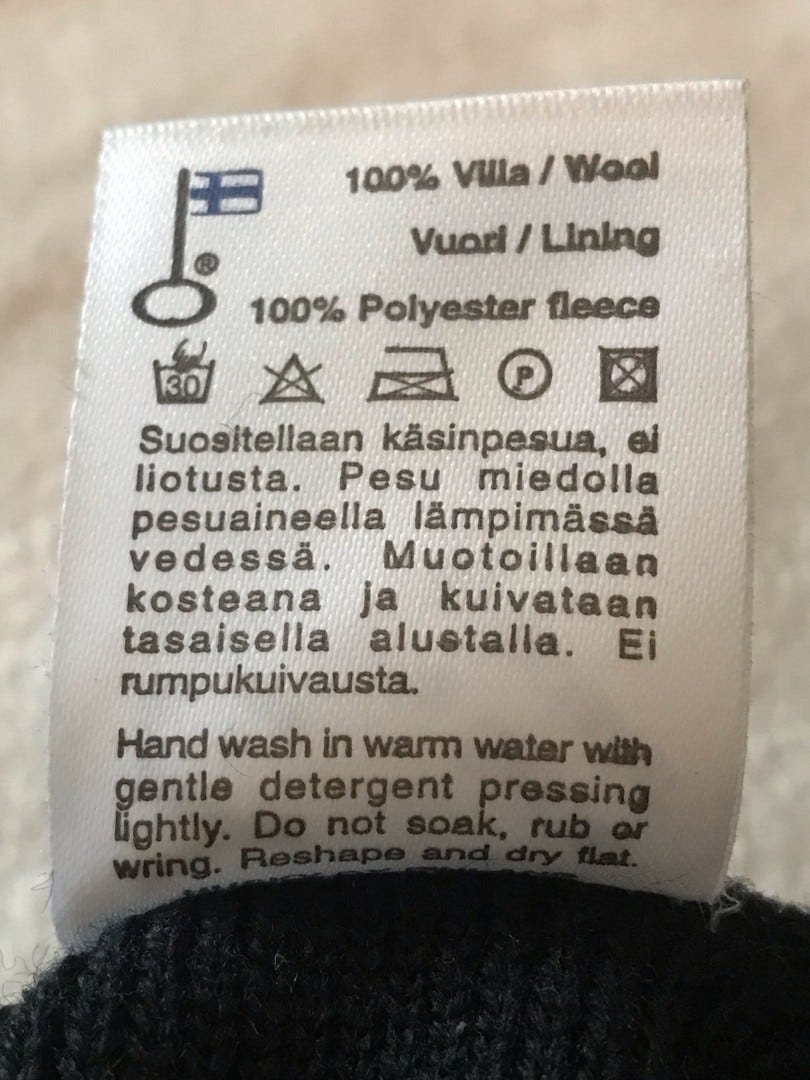 100% Villa / Wool
Vuori / Lining
®
100% Polyester fleece
30 P
Suositellaan käsinpesua, ei
liotusta. Pesu miedolla
pesuaineella lämpimässä
vedessä. Muotoillaan
kosteana ja kuivataan
tasaisella alustalla. Ei
rumpukuivausta.
Hand wash in warm water with
gentle detergent pressing
lightly. Do not soak, rub or
wring. Reshape and dry flat.